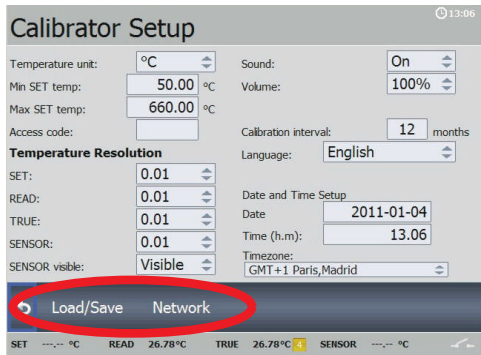 13:06
Calibrator Setup
Temperature unit: °C
Min SET temp: 50.00 °C
Max SET temp: 660.00 °C
Access code:
Temperature Resolution
SET: 0.01
READ: 0.01
TRUE: 0.01
SENSOR: 0.01
SENSOR visible: Visible
Sound: On
Volume: 100%
Calibration interval: 12 months
Language: English
Date and Time Setup
Date 2011-01-04
Time (h.m): 13.06
Timezone:
GMT+1 Paris,Madrid
Load/Save Network
SET ---.-- °C READ 26.78°C TRUE 26.78°C 4 SENSOR ---.-- °C